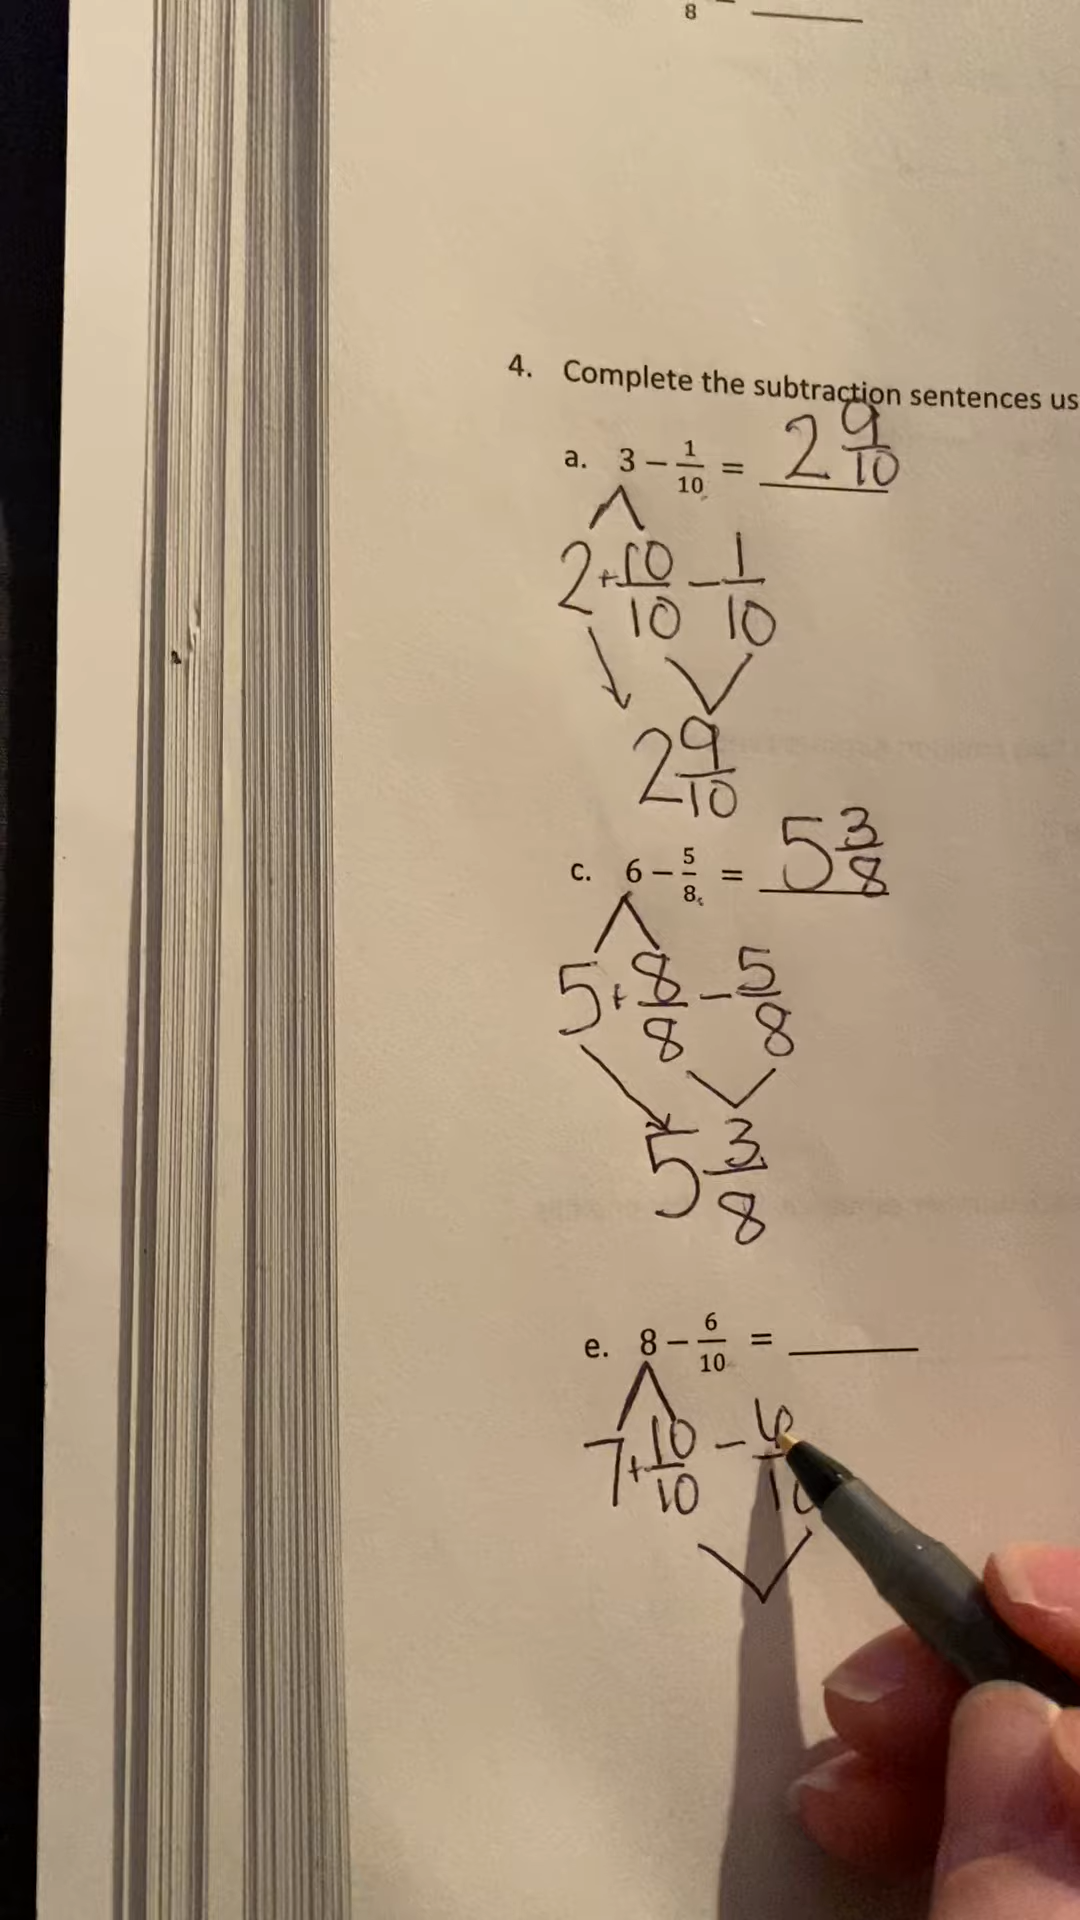 8 ____
4. Complete the subtraction sentences us
a. 3 − 1/10 = 2 9/10
2 + 10/10 − 1/10
2 9/10
c. 6 − 5/8 = 5 3/8
5 + 8/8 − 5/8
5 3/8
e. 8 − 6/10 = ____
7 + 10/10 − 6/10